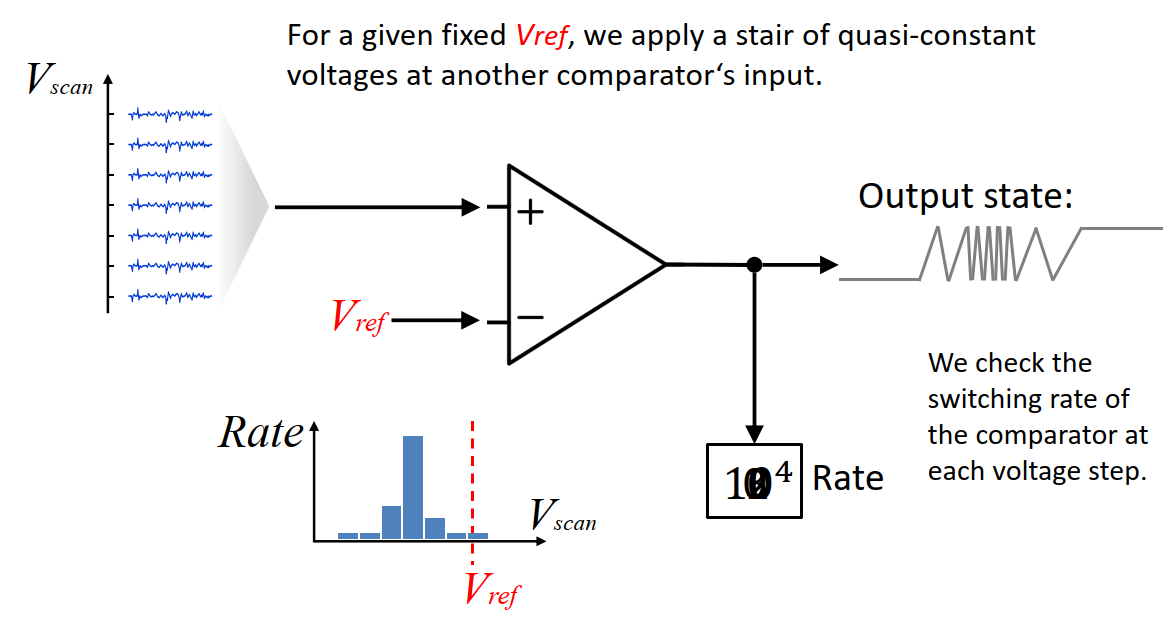 For a given fixed Vref, we apply a stair of quasi-constant
voltages at another comparator‘s input.
Vscan
Output state:
+
Vref
−
We check the
switching rate of
the comparator at
each voltage step.
Rate
Rate
Vscan
Vref